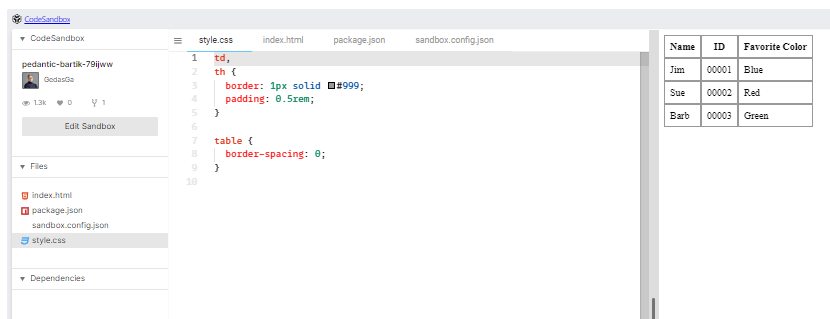 CodeSandbox
CodeSandbox
pedantic-bartik-79ijww
GedasGa
1.3k 0 1
Edit Sandbox
Files
index.html
package.json
sandbox.config.json
style.css
Dependencies
style.css index.html package.json sandbox.config.json
1 td,
2 th {
3 border: 1px solid #999;
4 padding: 0.5rem;
5 }
6
7 table {
8 border-spacing: 0;
9 }
10
Name ID Favorite Color
Jim 00001 Blue
Sue 00002 Red
Barb 00003 Green